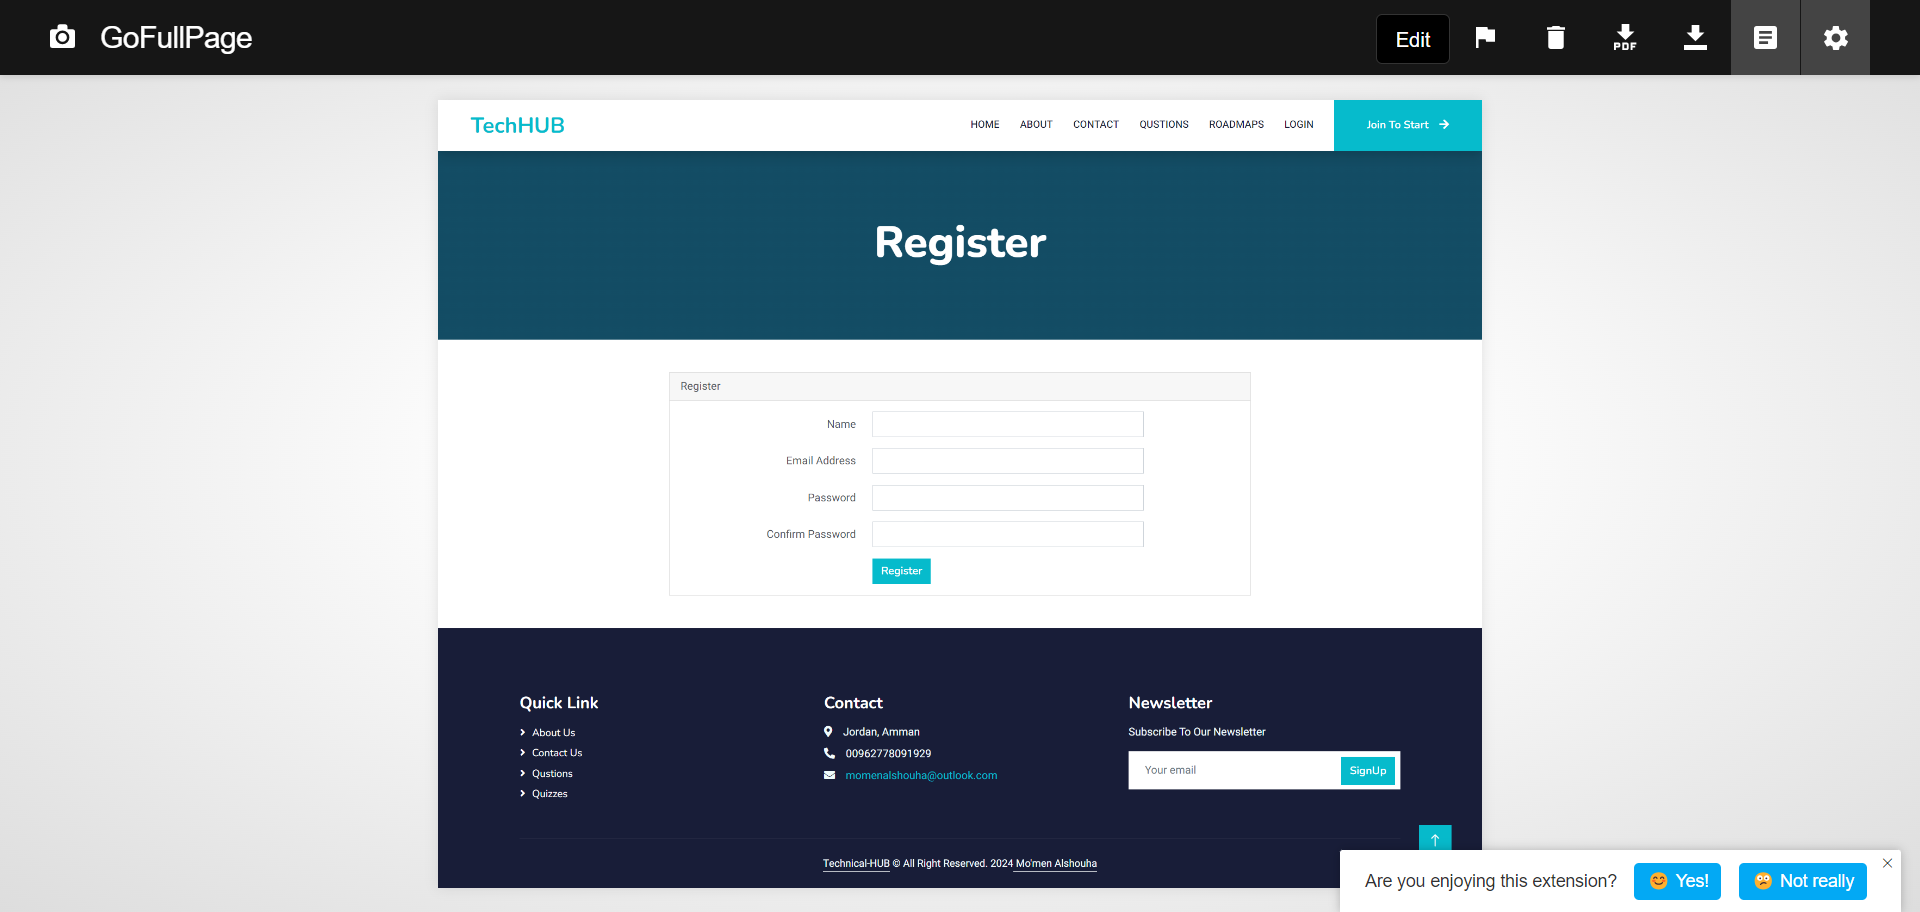 GoFullPage
Edit
PDF
TechHUB
HOME ABOUT CONTACT QUSTIONS ROADMAPS LOGIN Join To Start
Register
Register
Name
Email Address
Password
Confirm Password
Register
Quick Link
About Us
Contact Us
Qustions
Quizzes
Contact
Jordan, Amman
00962778091929
momenalshouha@outlook.com
Newsletter
Subscribe To Our Newsletter
Your email SignUp
Technical-HUB © All Right Reserved. 2024 Mo'men Alshouha
Are you enjoying this extension? Yes! Not really